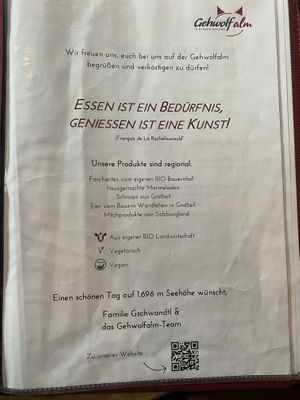 Gehwolfalm
Wir freuen uns, euch bei uns auf der Gehwolfalm
begrüßen und verköstigen zu dürfen!
ESSEN IST EIN BEDÜRFNIS,
GENIESSEN IST EINE KUNST!
„François de La Rochefoucauld"
Unsere Produkte sind regional:
Faschiertes vom eigenen BIO-Bauernhof
hausgemachte Marmeladen
Schnaps aus Großarl
Eier vom Bauern Wandlehen in Großarl
Milchprodukte von Salzburgland
Aus eigener BIO Landwirtschaft
Vegetarisch
Vegan
Einen schönen Tag auf 1.696 m Seehöhe wünscht,
Familie Gschwandtl &
das Gehwolfalm-Team
Zu unserer Website: